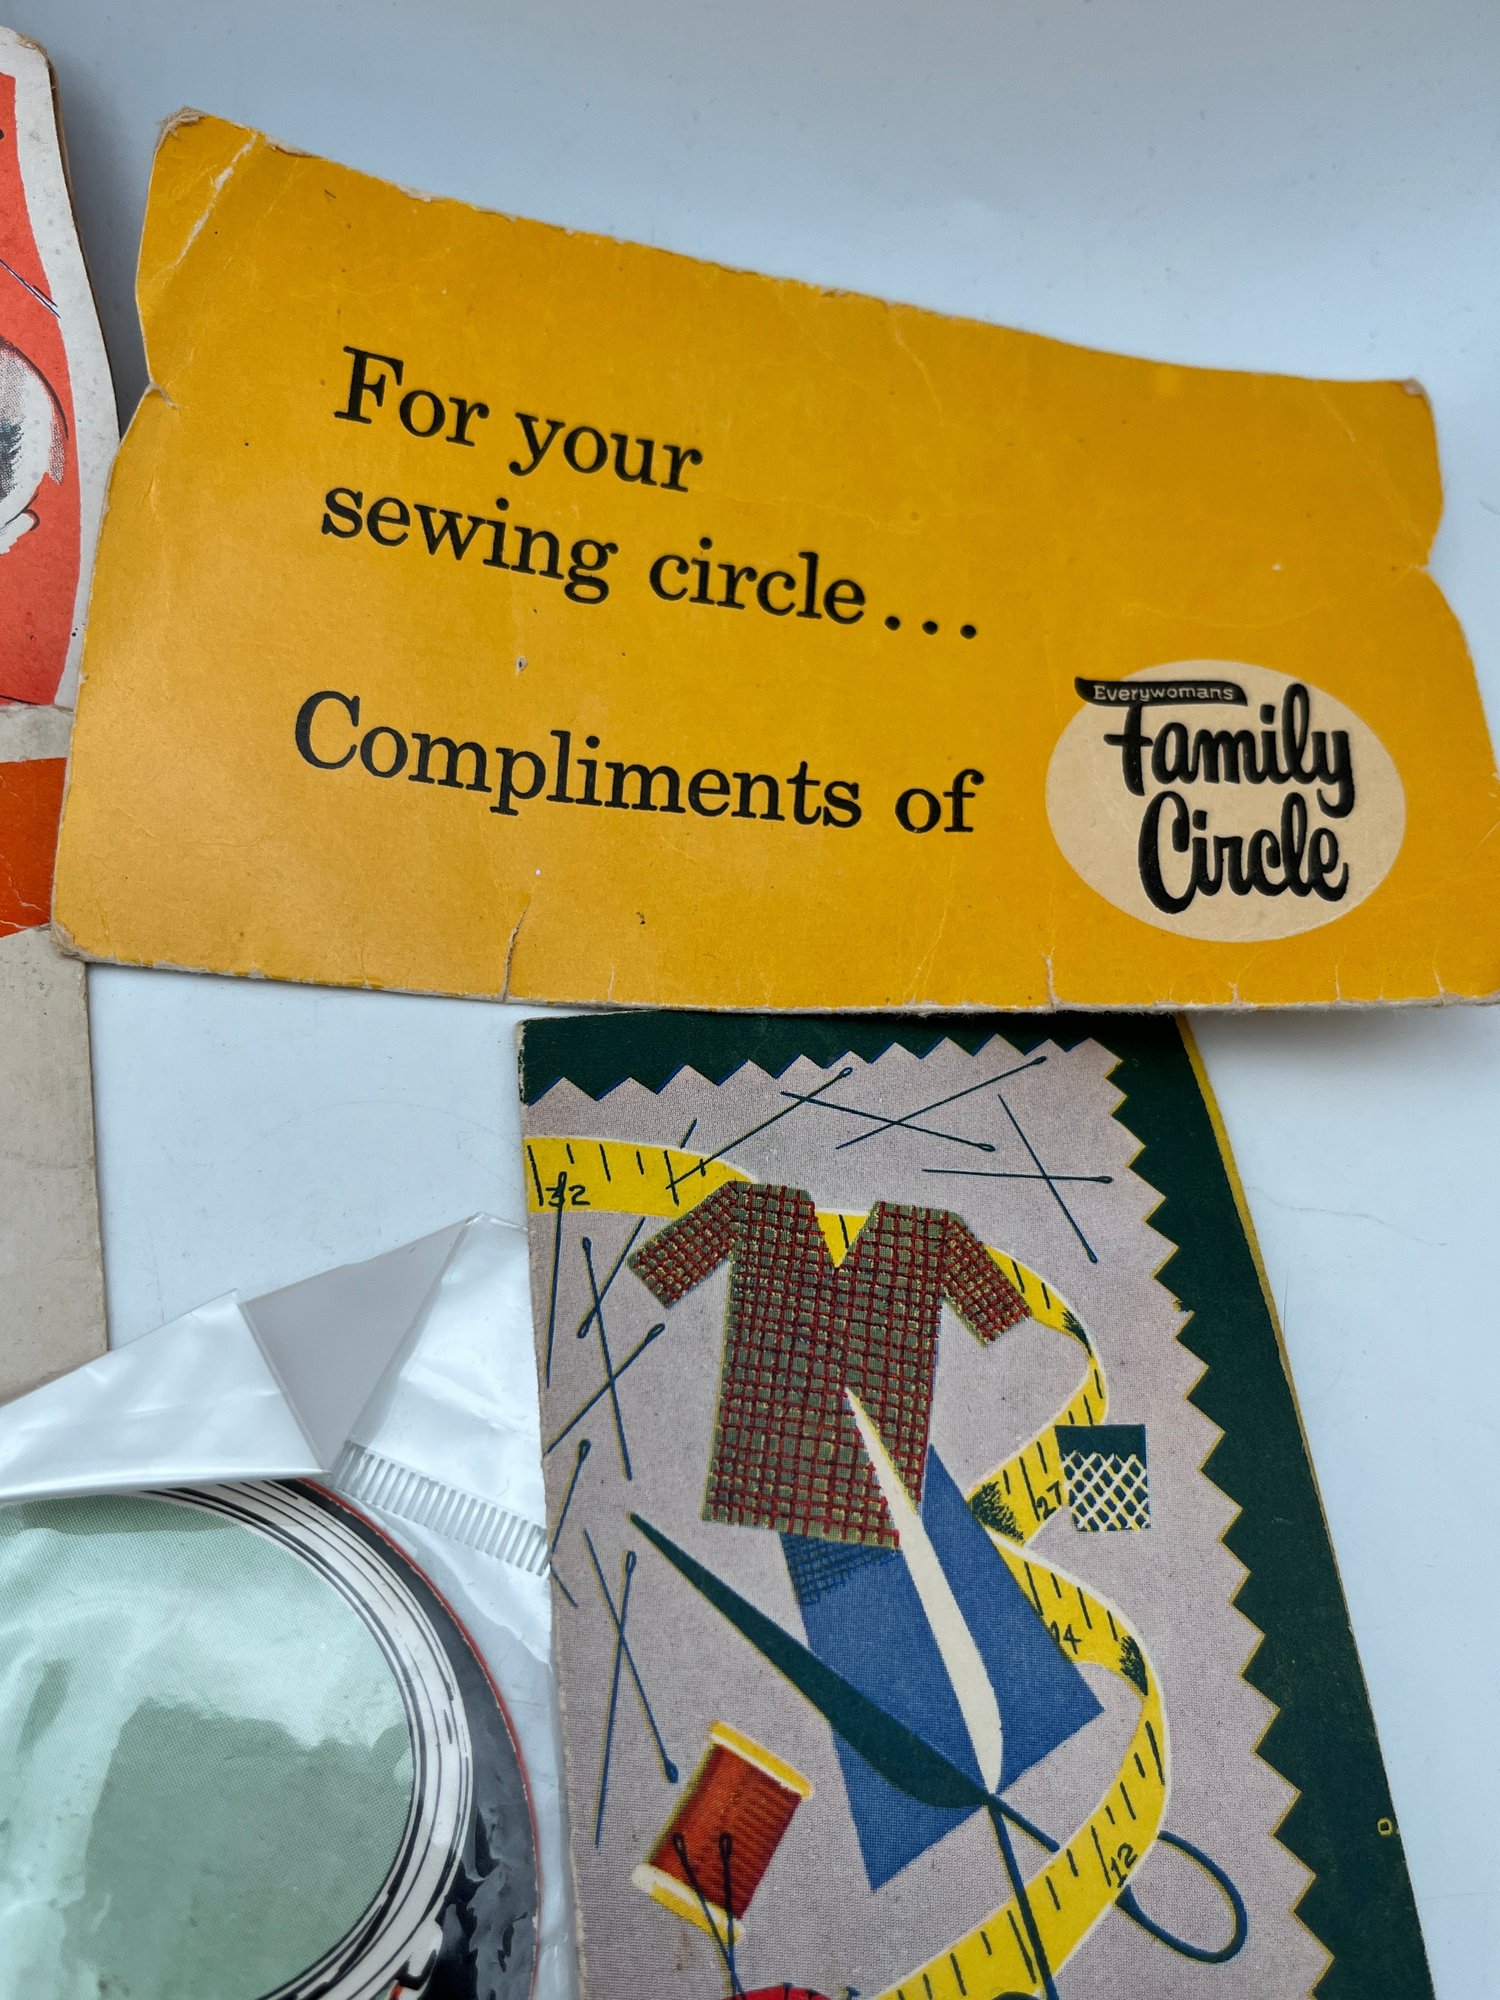 For your
sewing circle...
Compliments of
Everywomans
Family
Circle
32
27
24
12